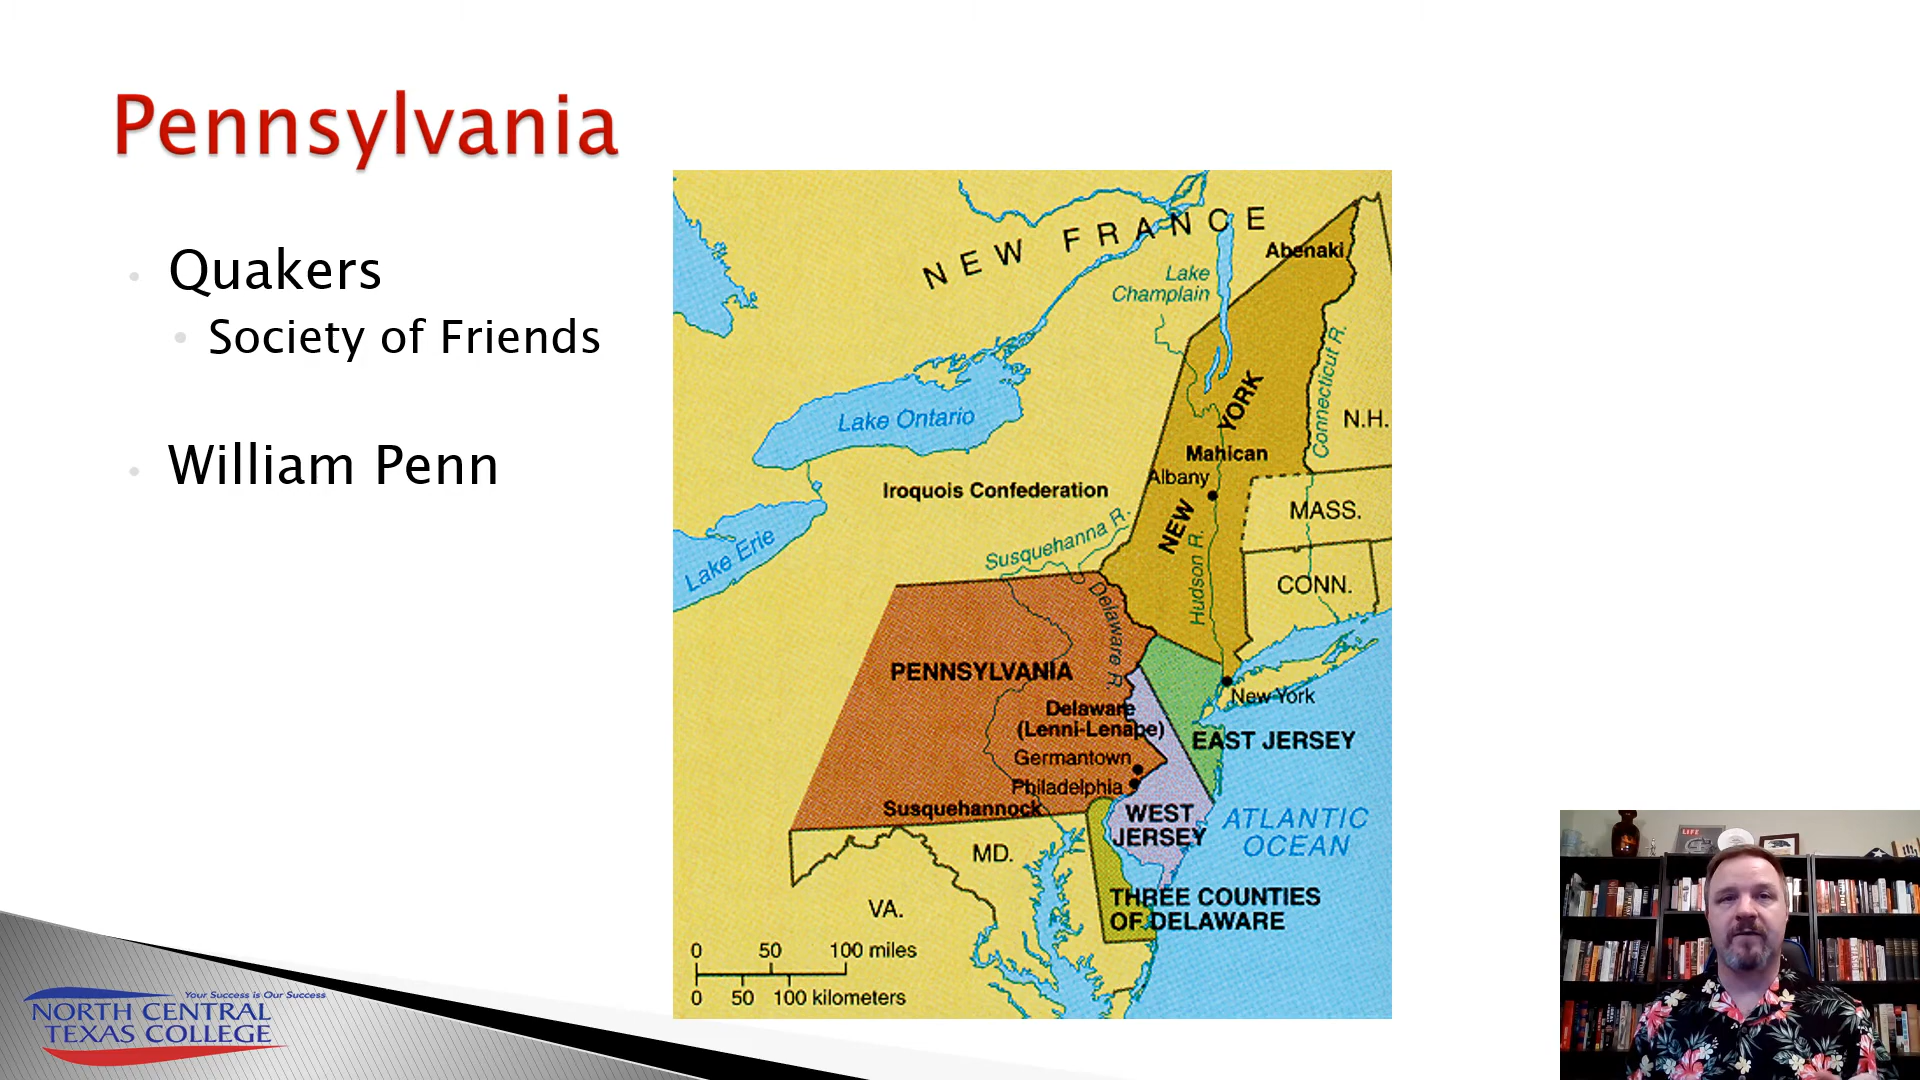 Pennsylvania
Quakers
Society of Friends
William Penn
NEW FRANCE
Abenaki
Lake
Champlain
Connecticut R.
Lake Ontario
YORK
N.H.
Mahican
Albany
Iroquois Confederation
MASS.
NEW
Susquehanna R.
Lake Erie
Hudson R.
CONN.
Delaware R.
PENNSYLVANIA
New York
Delaware
(Lenni-Lenape)
EAST JERSEY
Germantown
Philadelphia
Susquehannock
WEST
JERSEY
ATLANTIC
OCEAN
MD.
THREE COUNTIES
OF DELAWARE
VA.
0 50 100 miles
0 50 100 kilometers
Your Success is Our Success
NORTH CENTRAL
TEXAS COLLEGE
LIFE